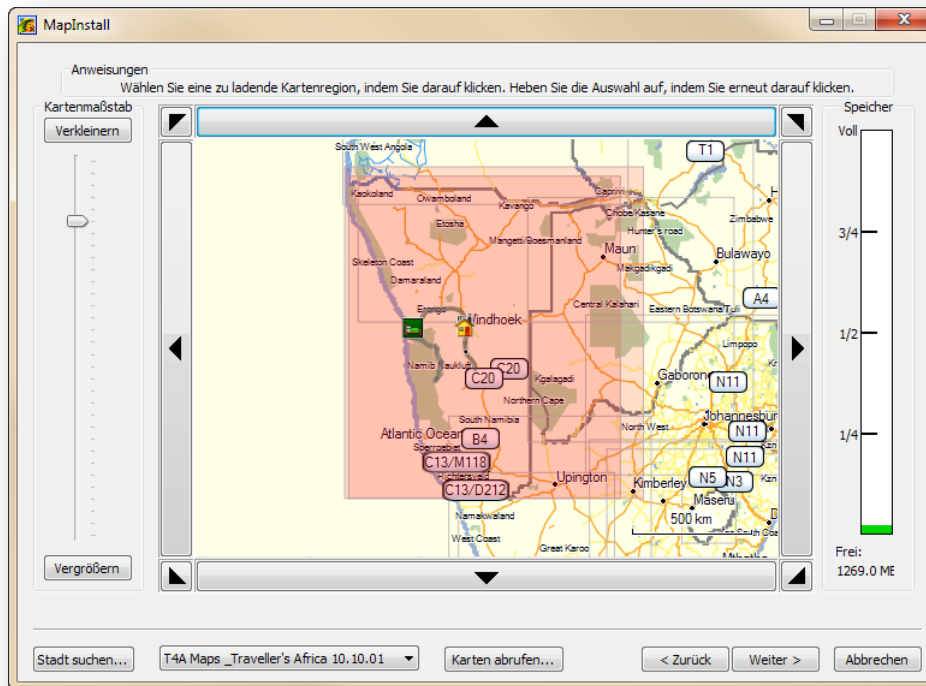 MapInstall
Anweisungen
Wählen Sie eine zu ladende Kartenregion, indem Sie darauf klicken. Heben Sie die Auswahl auf, indem Sie erneut darauf klicken.
Kartenmaßstab
Verkleinern
Vergrößern
South West Angola
T1
Kaokoland
Owamboland
Kavango
Caprivi
Chobe/Kasane
Zimbabwe
Etosha
Hunter's road
Mangetti/Boesmanland
Maun
Bulawayo
Skeleton Coast
Makgadikgadi
Damaraland
A4
Central Kalahari
Eastern Botswana/Tuli
Erongo
Windhoek
Limpopo
Namib Naukluft
C20
C20
Kgalagadi
Gaborone
N11
Northern Cape
South Namibia
North West
Johannesbur
Atlantic Ocean
B4
N11
Sperrgebiet
C13/M118
N11
Richtersveld
Upington
Kimberley
N5
N3
C13/D212
Maseru
Namakwaland
500 km
West Coast
Great Karoo
Speicher
Voll
3/4
1/2
1/4
Frei:
1269.0 ME
Stadt suchen...
T4A Maps _Traveller's Africa 10.10.01
Karten abrufen...
< Zurück
Weiter >
Abbrechen